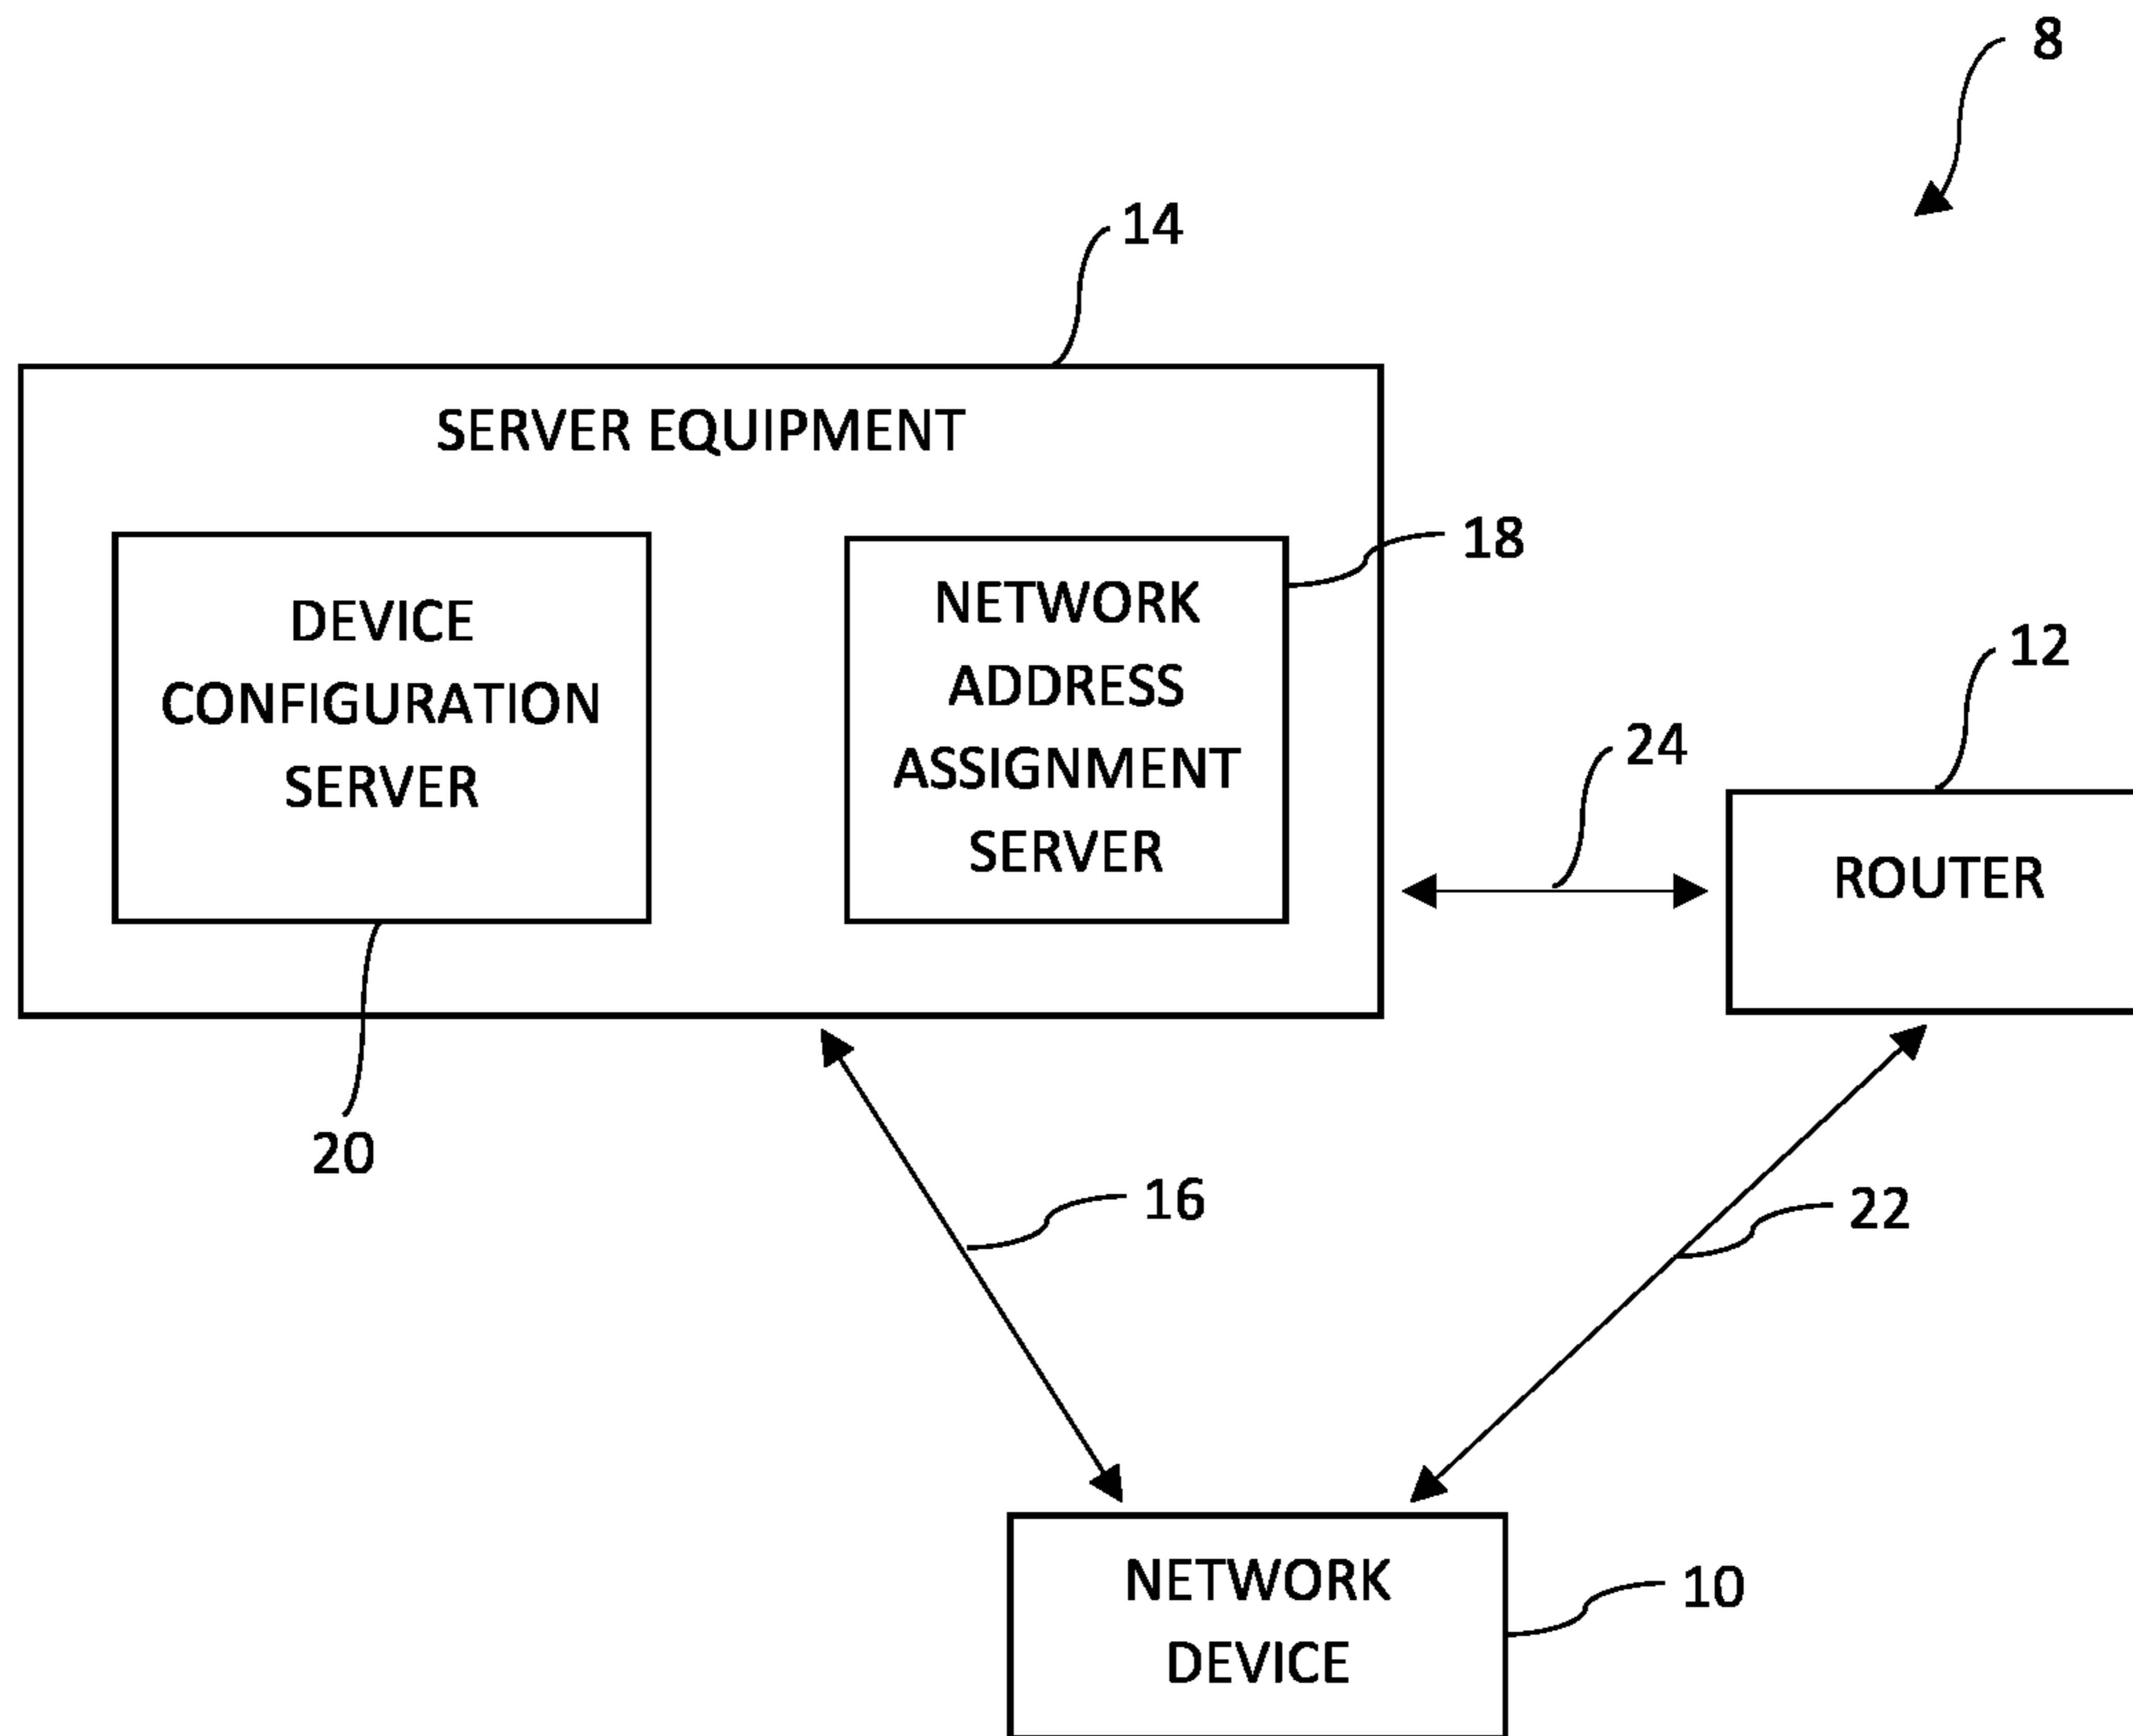 8
14
SERVER EQUIPMENT
18
DEVICE
CONFIGURATION
SERVER
NETWORK
ADDRESS
ASSIGNMENT
SERVER
12
24
ROUTER
20
16
22
NETWORK
DEVICE
10